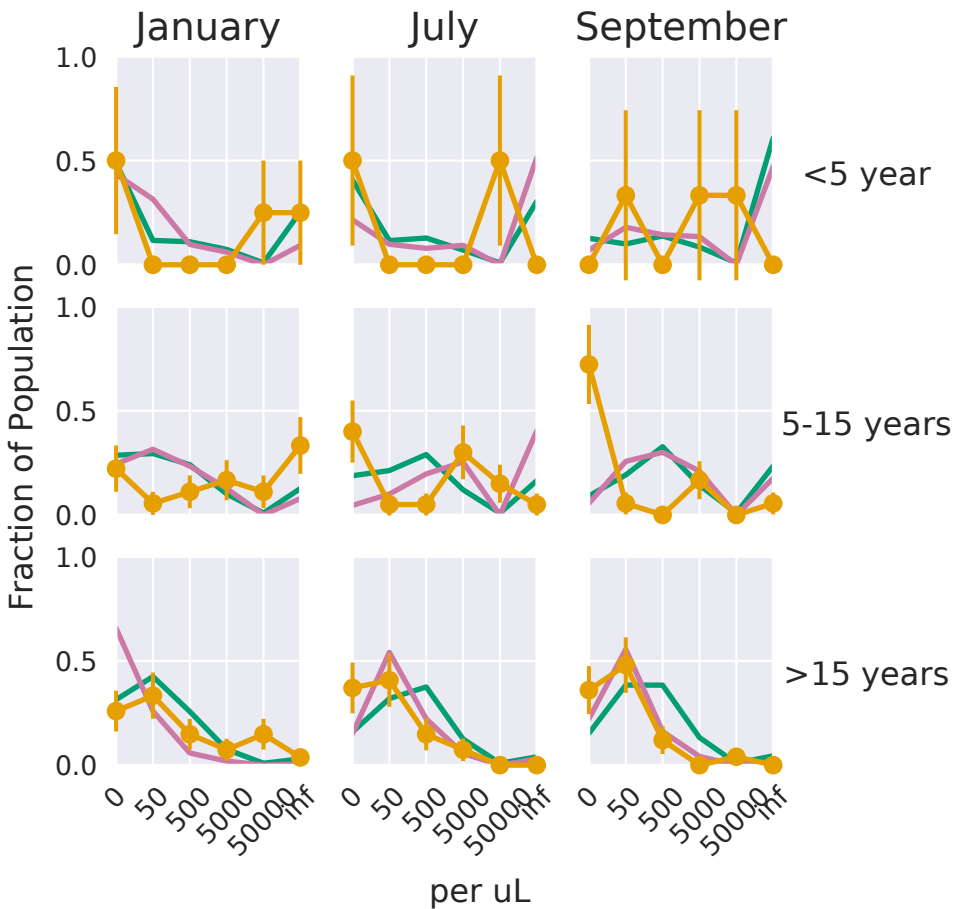 January July September
1.0
0.5
0.0
<5 year
1.0
0.5
0.0
5-15 years
1.0
0.5
0.0
>15 years
Fraction of Population
0 50 500 5000 50000 inf 0 50 500 5000 50000 inf 0 50 500 5000 50000 inf
per uL